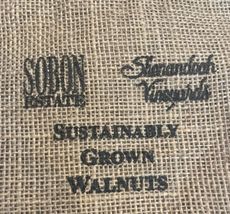 SOBON
ESTATE
Shenandoah
Vineyards
SUSTAINABLY
GROWN
WALNUTS